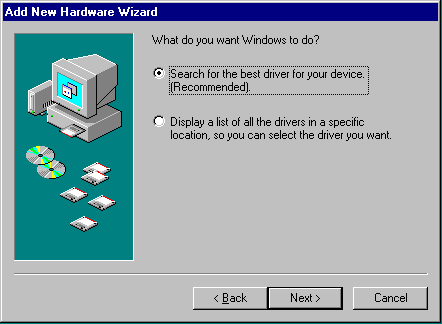 Add New Hardware Wizard
What do you want Windows to do?
Search for the best driver for your device.
(Recommended).
Display a list of all the drivers in a specific
location, so you can select the driver you want.
< Back
Next >
Cancel